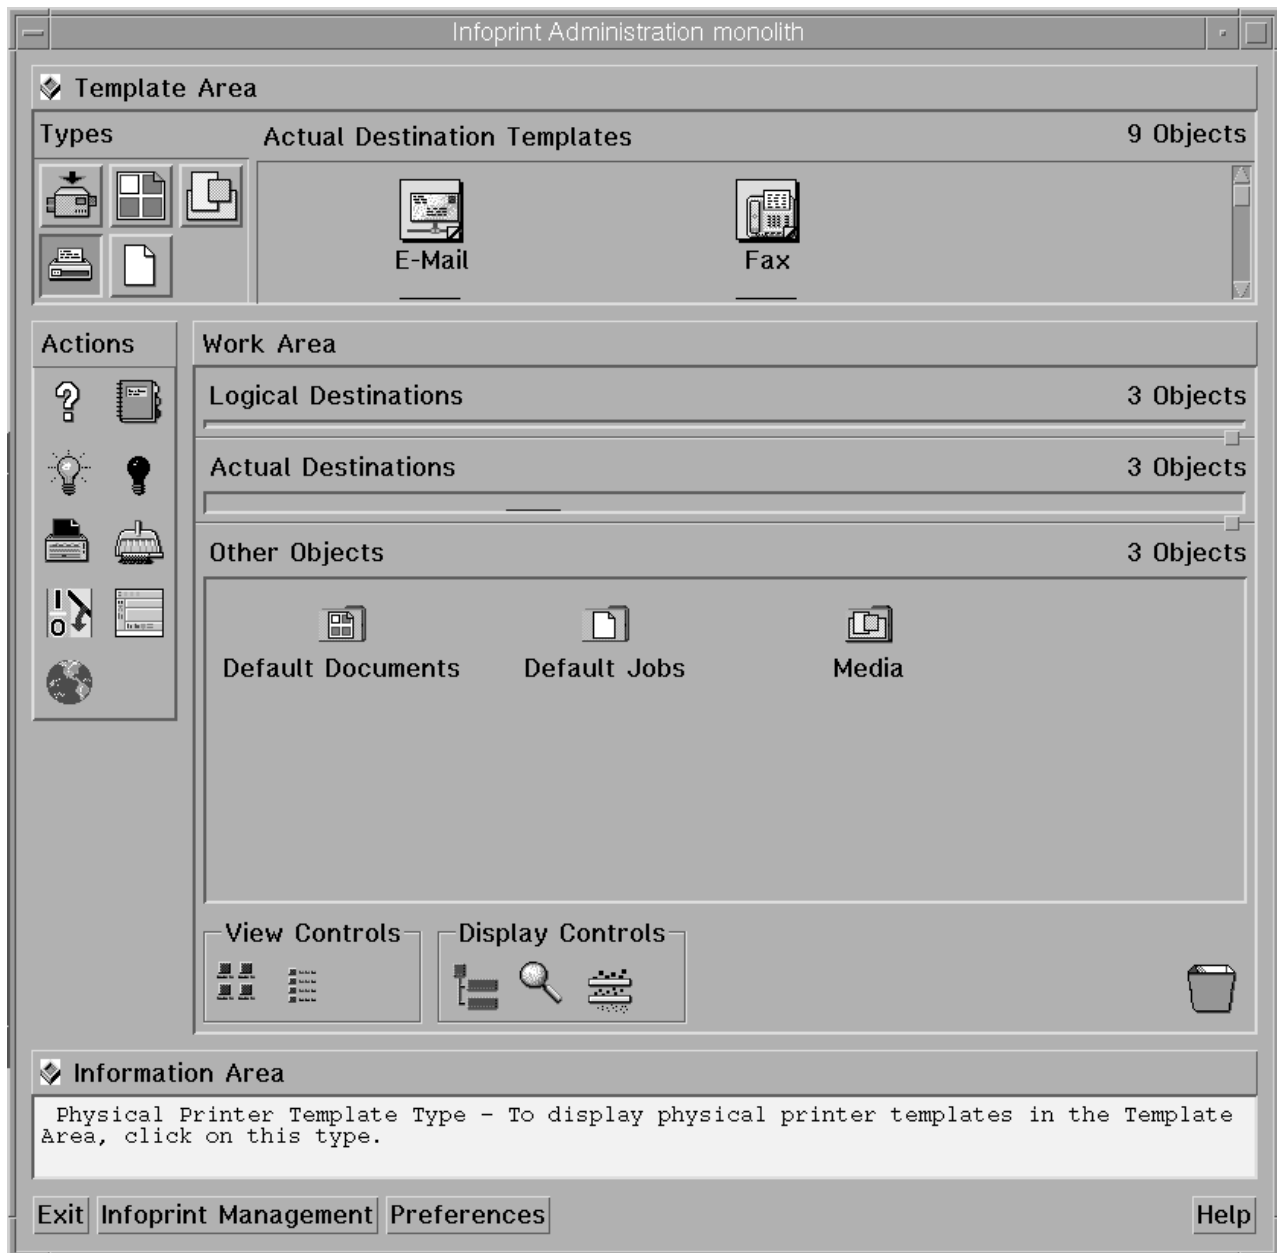 Infoprint Administration monolith
Template Area
Types
Actual Destination Templates
9 Objects
E-Mail
Fax
Actions
Work Area
Logical Destinations
3 Objects
Actual Destinations
3 Objects
Other Objects
3 Objects
Default Documents
Default Jobs
Media
View Controls
Display Controls
Information Area
Physical Printer Template Type - To display physical printer templates in the Template
Area, click on this type.
Exit
Infoprint Management
Preferences
Help